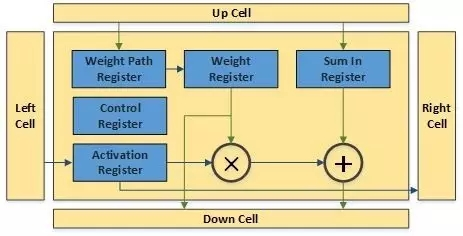 Up Cell
Weight Path
Register
Weight
Register
Sum In
Register
Left
Cell
Control
Register
Right
Cell
Activation
Register
×
+
Down Cell